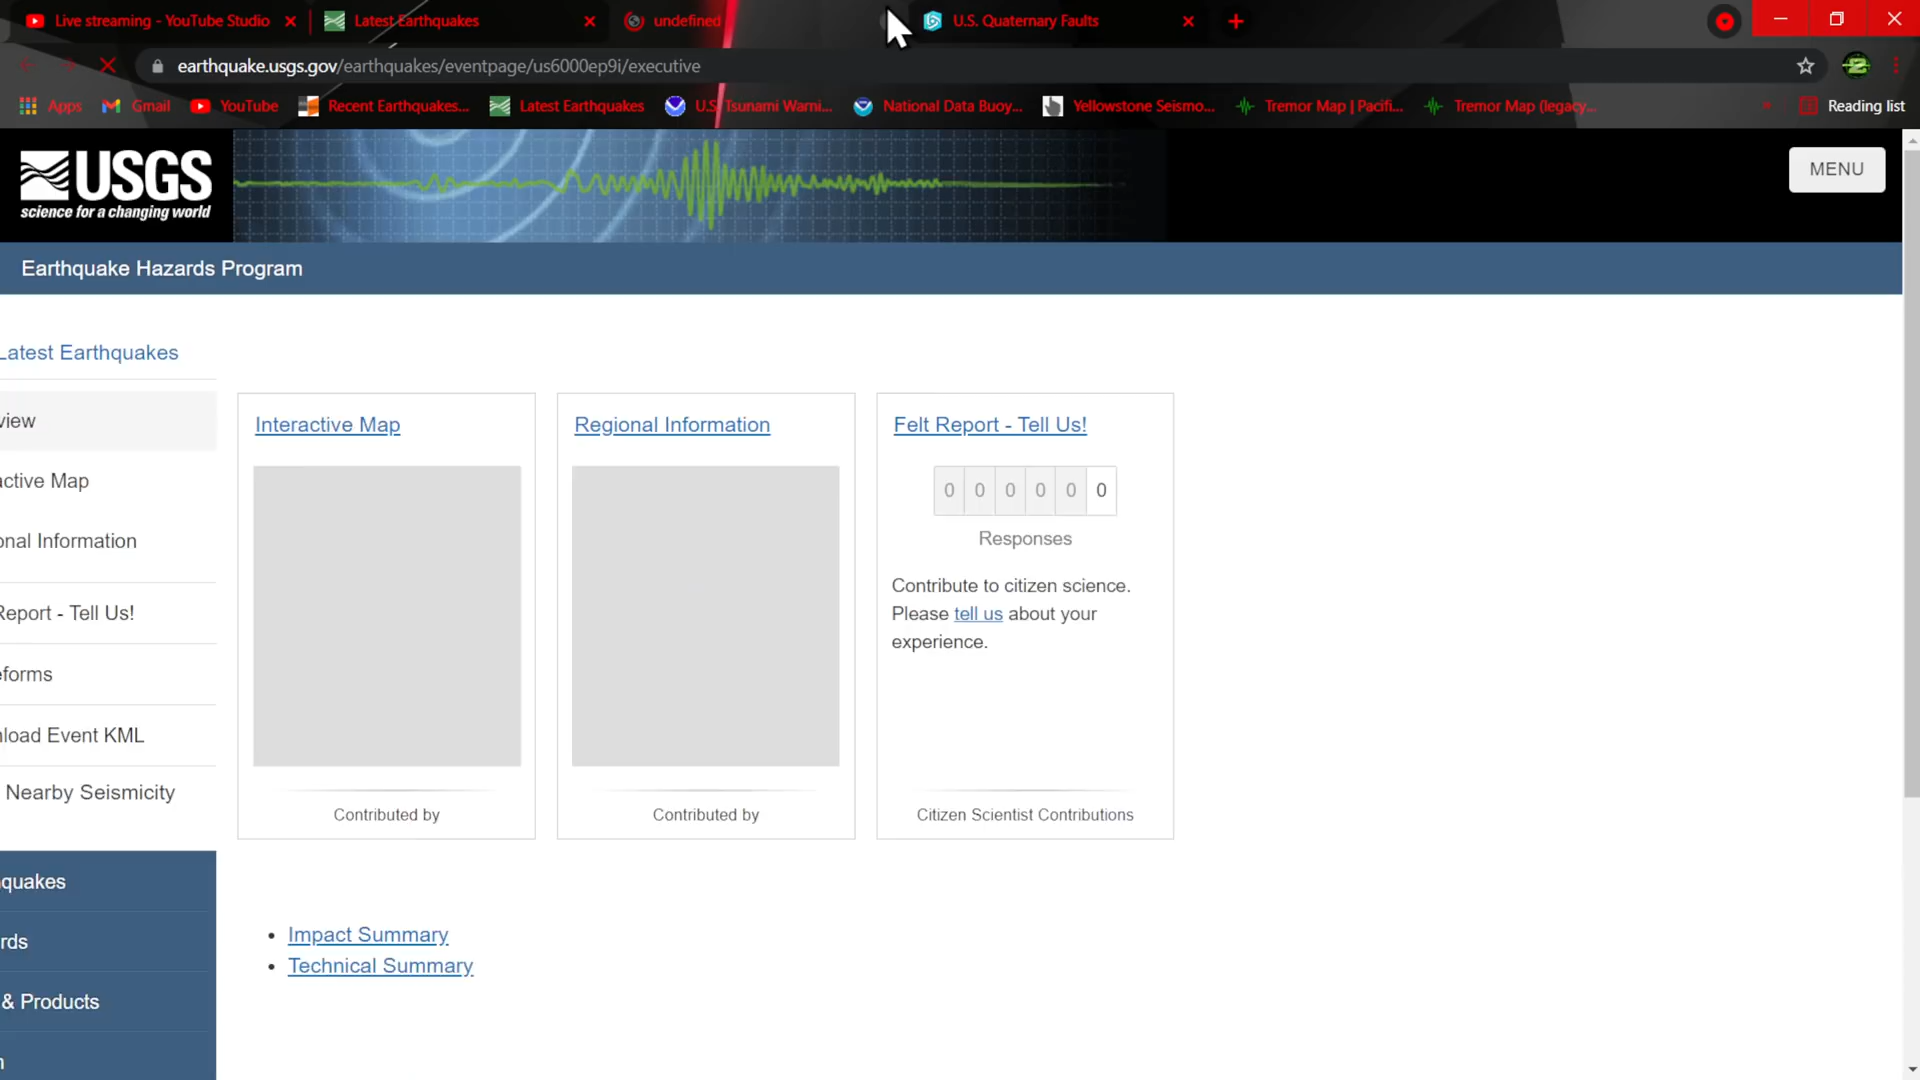 Live streaming - YouTube Studio
Latest Earthquakes
undefined
U.S. Quaternary Faults
earthquake.usgs.gov/earthquakes/eventpage/us6000ep9i/executive
Apps
Gmail
YouTube
Recent Earthquakes...
Latest Earthquakes
U.S. Tsunami Warni...
National Data Buoy...
Yellowstone Seismo...
Tremor Map | Pacifi...
Tremor Map (legacy...
Reading list
USGS
science for a changing world
MENU
Earthquake Hazards Program
Latest Earthquakes
view
active Map
onal Information
Report - Tell Us!
eforms
nload Event KML
Nearby Seismicity
quakes
rds
& Products
n
Interactive Map
Contributed by
Regional Information
Contributed by
Felt Report - Tell Us!
0 0 0 0 0 0
Responses
Contribute to citizen science.
Please tell us about your
experience.
Citizen Scientist Contributions
Impact Summary
Technical Summary